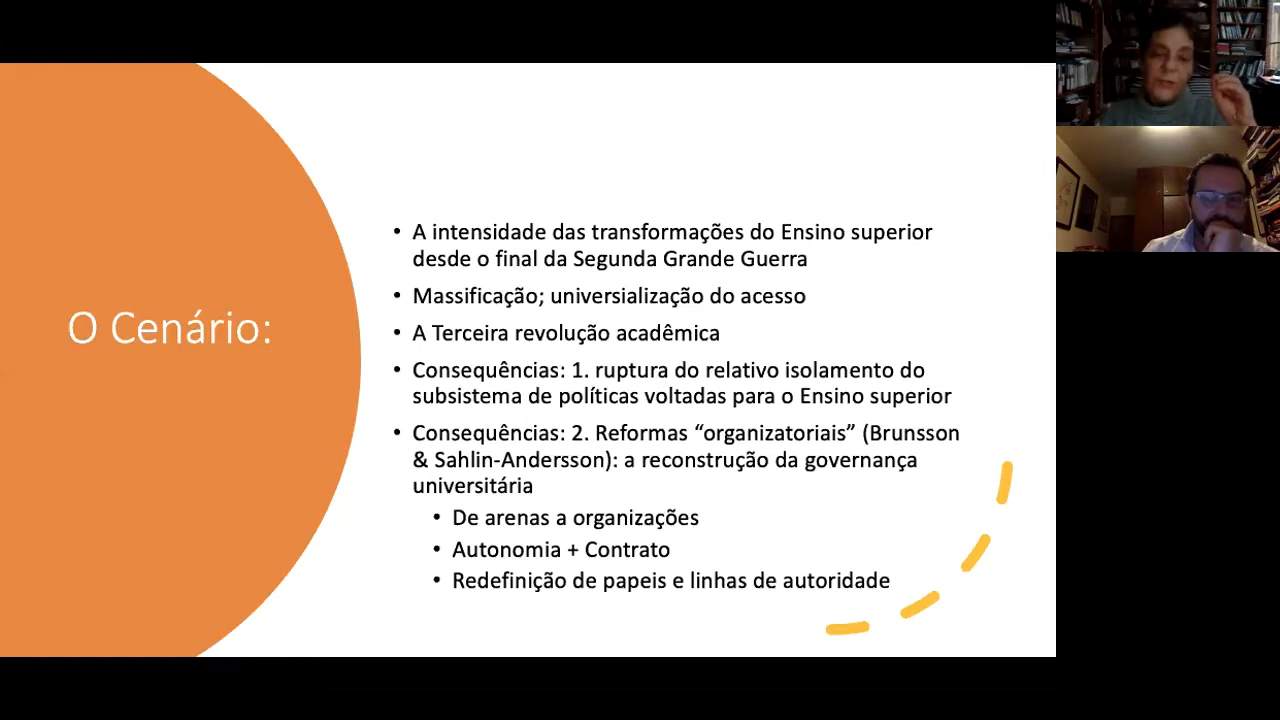 O Cenário:
• A intensidade das transformações do Ensino superior
desde o final da Segunda Grande Guerra
• Massificação; universialização do acesso
• A Terceira revolução acadêmica
• Consequências: 1. ruptura do relativo isolamento do
subsistema de políticas voltadas para o Ensino superior
• Consequências: 2. Reformas “organizatoriais” (Brunsson
& Sahlin-Andersson): a reconstrução da governança
universitária
• De arenas a organizações
• Autonomia + Contrato
• Redefinição de papeis e linhas de autoridade